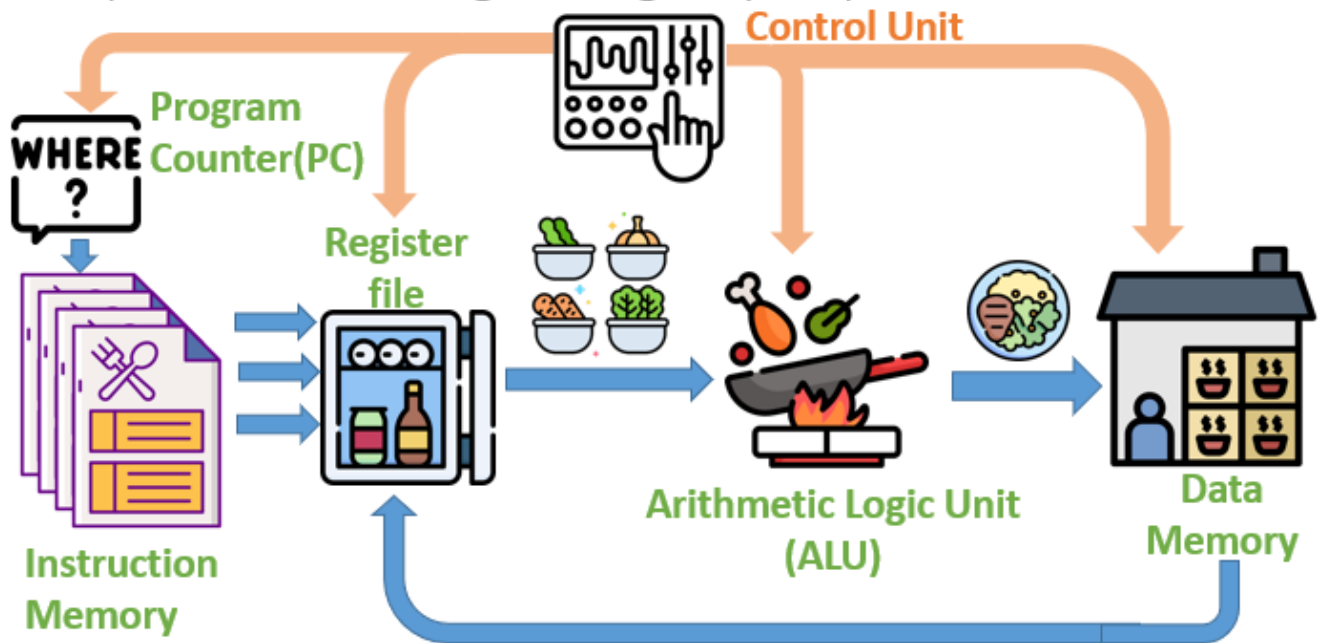 Control Unit
Program
Counter(PC)
WHERE
?
Register
file
$$ $$
$$ $$
Arithmetic Logic Unit
(ALU)
Data
Memory
Instruction
Memory